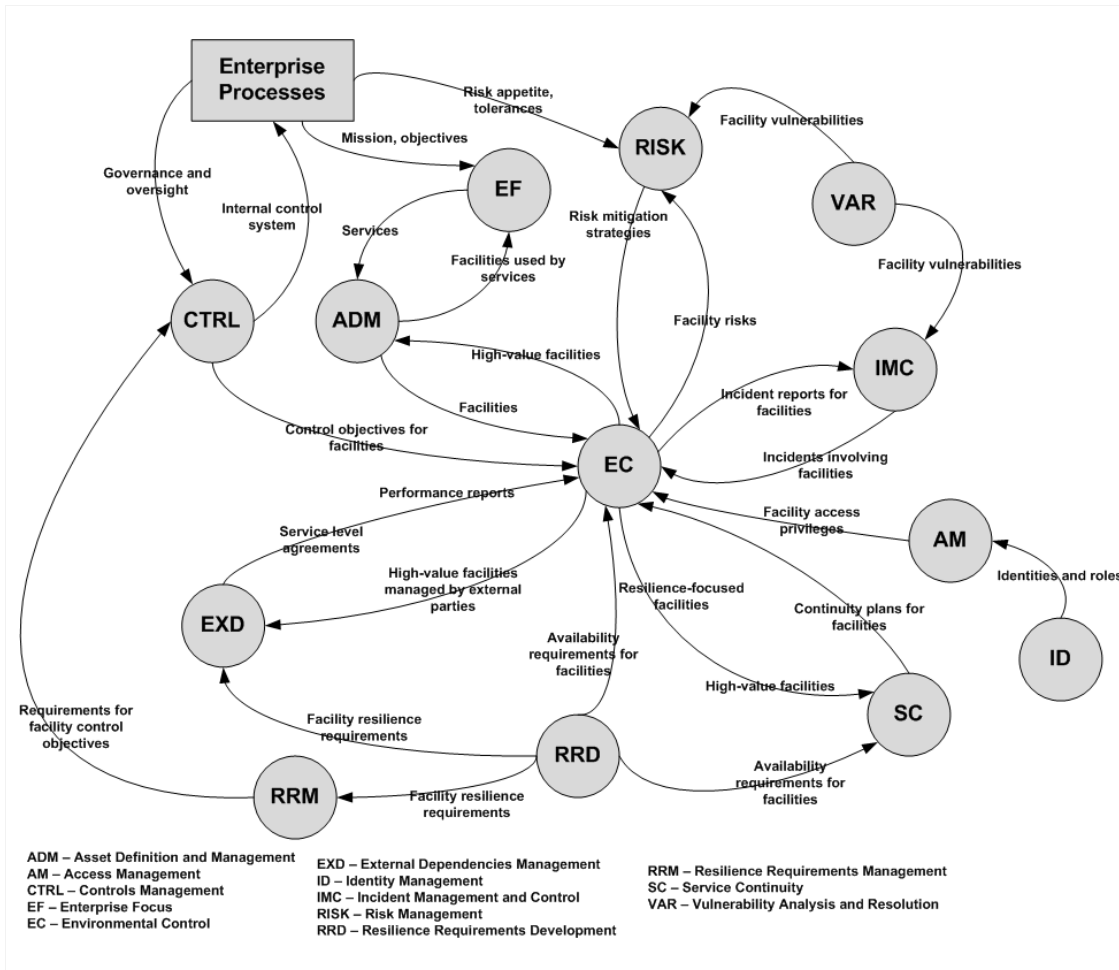 Enterprise
Processes
Risk appetite,
tolerances
Mission, objectives
RISK
Facility vulnerabilities
Governance and
oversight
EF
VAR
Internal control
system
Risk mitigation
strategies
Services
Facilities used by
services
Facility vulnerabilities
CTRL
ADM
Facility risks
High-value facilities
IMC
Incident reports for
facilities
Facilities
Control objectives for
facilities
EC
Incidents involving
facilities
Performance reports
Facility access
privileges
Service level
agreements
AM
High-value facilities
managed by external
parties
Resilience-focused
facilities
Identities and roles
Continuity plans for
facilities
EXD
Availability
requirements for
facilities
ID
High-value facilities
SC
Requirements for
facility control
objectives
Facility resilience
requirements
RRD
Availability
requirements for
facilities
RRM
Facility resilience
requirements
ADM – Asset Definition and Management
AM – Access Management
CTRL – Controls Management
EF – Enterprise Focus
EC – Environmental Control
EXD – External Dependencies Management
ID – Identity Management
IMC – Incident Management and Control
RISK – Risk Management
RRD – Resilience Requirements Development
RRM – Resilience Requirements Management
SC – Service Continuity
VAR – Vulnerability Analysis and Resolution